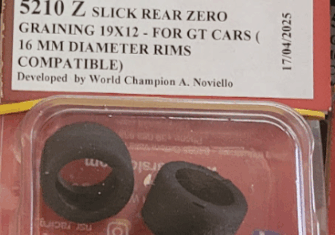 5210 Z SLICK REAR ZERO
GRAINING 19X12 - FOR GT CARS (
16 MM DIAMETER RIMS
COMPATIBLE)
Developed by World Champion A. Noviello
17/04/2025